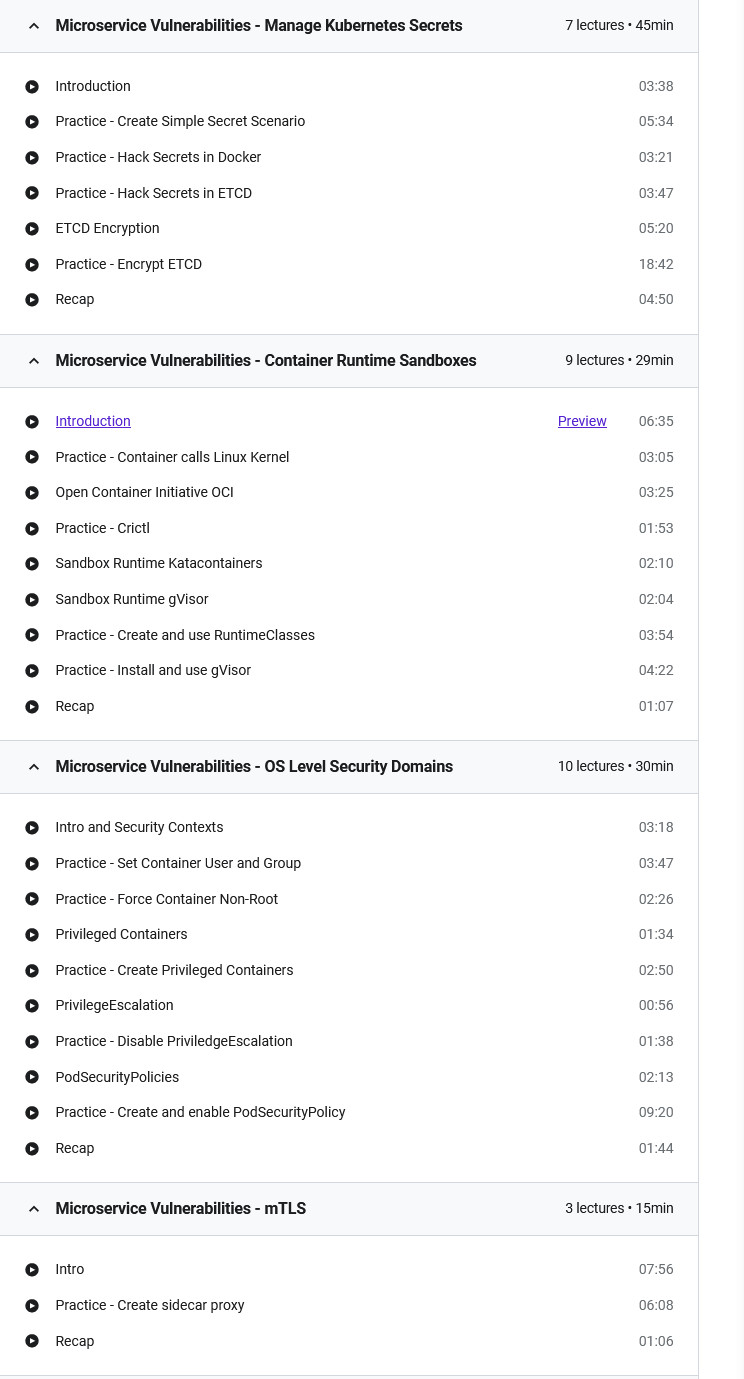 Microservice Vulnerabilities - Manage Kubernetes Secrets 7 lectures • 45min
Introduction 03:38
Practice - Create Simple Secret Scenario 05:34
Practice - Hack Secrets in Docker 03:21
Practice - Hack Secrets in ETCD 03:47
ETCD Encryption 05:20
Practice - Encrypt ETCD 18:42
Recap 04:50
Microservice Vulnerabilities - Container Runtime Sandboxes 9 lectures • 29min
Introduction Preview 06:35
Practice - Container calls Linux Kernel 03:05
Open Container Initiative OCI 03:25
Practice - Crictl 01:53
Sandbox Runtime Katacontainers 02:10
Sandbox Runtime gVisor 02:04
Practice - Create and use RuntimeClasses 03:54
Practice - Install and use gVisor 04:22
Recap 01:07
Microservice Vulnerabilities - OS Level Security Domains 10 lectures • 30min
Intro and Security Contexts 03:18
Practice - Set Container User and Group 03:47
Practice - Force Container Non-Root 02:26
Privileged Containers 01:34
Practice - Create Privileged Containers 02:50
PrivilegeEscalation 00:56
Practice - Disable PriviledgeEscalation 01:38
PodSecurityPolicies 02:13
Practice - Create and enable PodSecurityPolicy 09:20
Recap 01:44
Microservice Vulnerabilities - mTLS 3 lectures • 15min
Intro 07:56
Practice - Create sidecar proxy 06:08
Recap 01:06